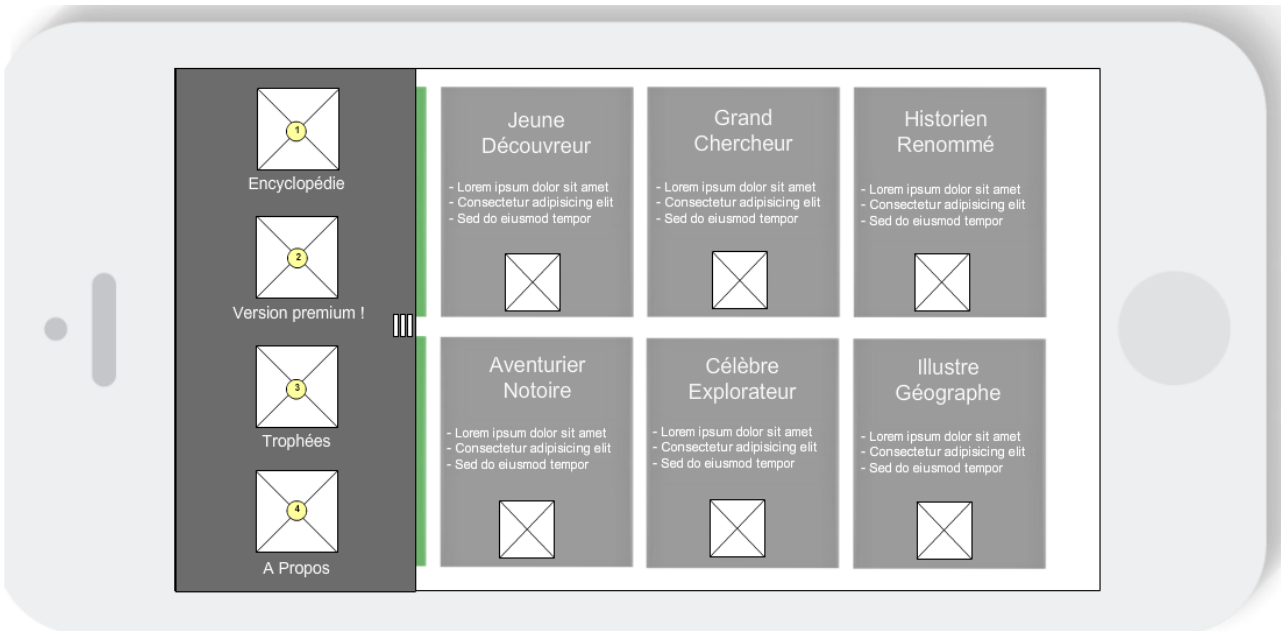 1
Encyclopédie
2
Version premium !
3
Trophées
4
A Propos
Jeune
Découvreur
- Lorem ipsum dolor sit amet
- Consectetur adipisicing elit
- Sed do eiusmod tempor
Grand
Chercheur
- Lorem ipsum dolor sit amet
- Consectetur adipisicing elit
- Sed do eiusmod tempor
Historien
Renommé
- Lorem ipsum dolor sit amet
- Consectetur adipisicing elit
- Sed do eiusmod tempor
Aventurier
Notoire
- Lorem ipsum dolor sit amet
- Consectetur adipisicing elit
- Sed do eiusmod tempor
Célèbre
Explorateur
- Lorem ipsum dolor sit amet
- Consectetur adipisicing elit
- Sed do eiusmod tempor
Illustre
Géographe
- Lorem ipsum dolor sit amet
- Consectetur adipisicing elit
- Sed do eiusmod tempor